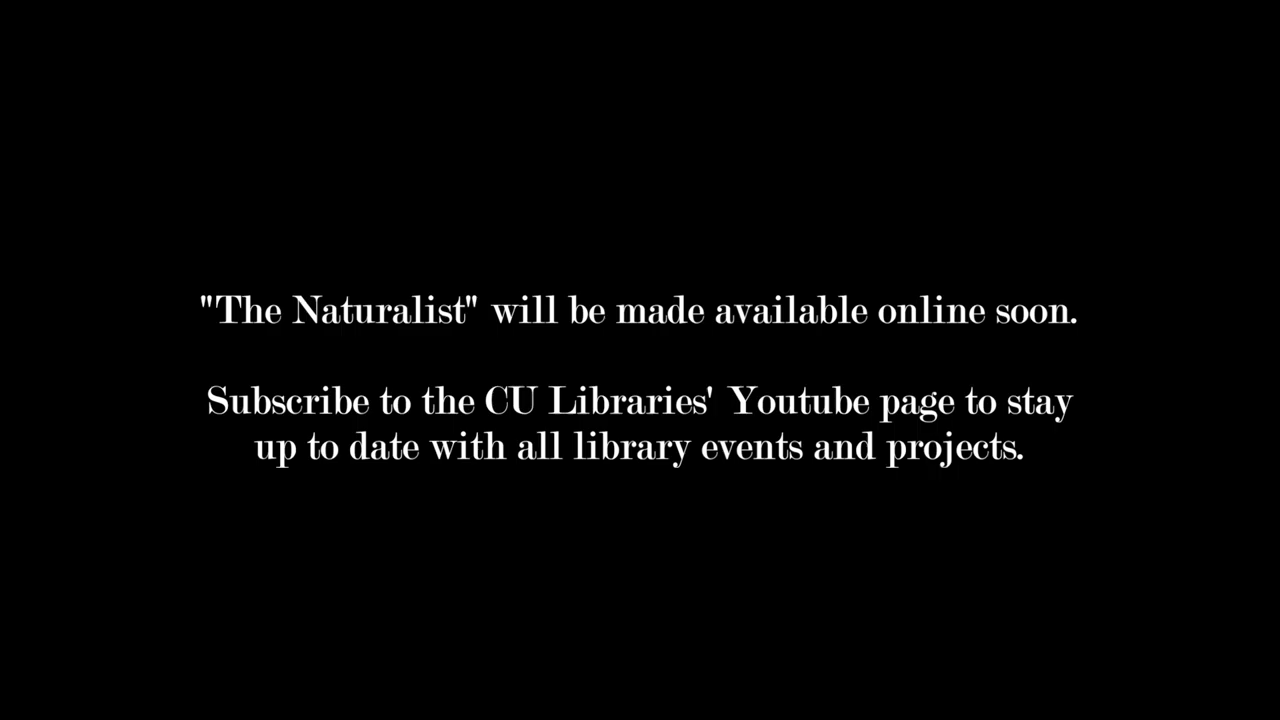 "The Naturalist" will be made available online soon.
Subscribe to the CU Libraries' Youtube page to stay
up to date with all library events and projects.